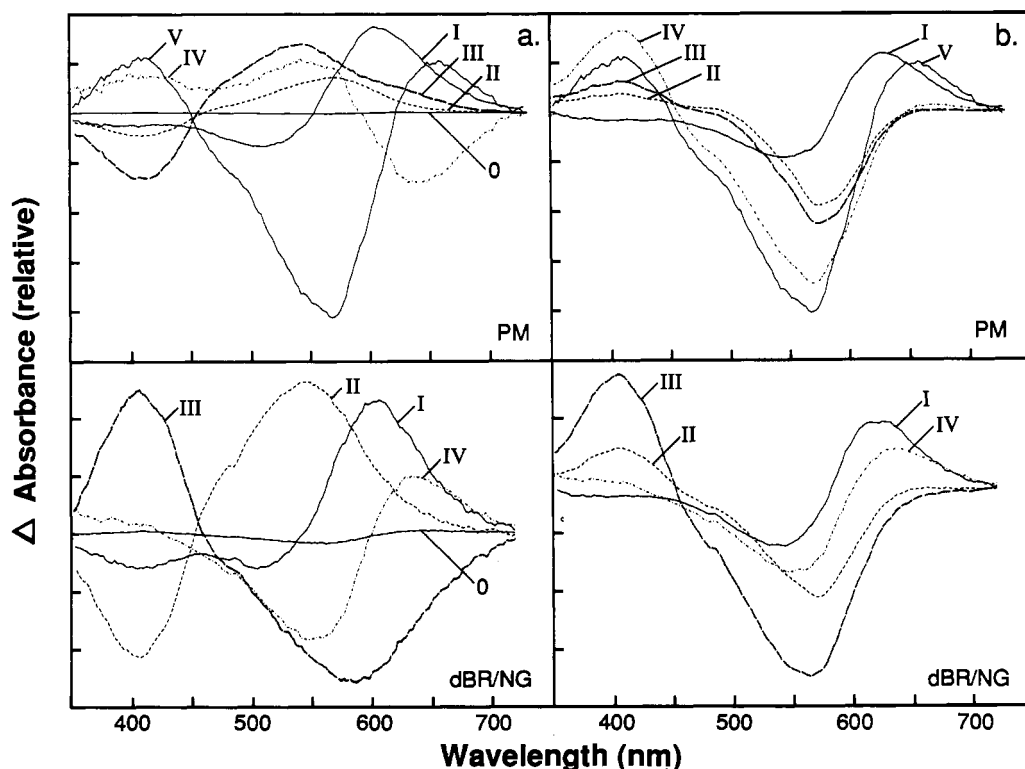 a.
V
IV
I
III
II
0
PM
b.
IV
III
II
I
V
PM
III
II
I
IV
0
dBR/NG
III
II
I
IV
dBR/NG
Δ Absorbance (relative)
400 500 600 700
400 500 600 700
Wavelength (nm)